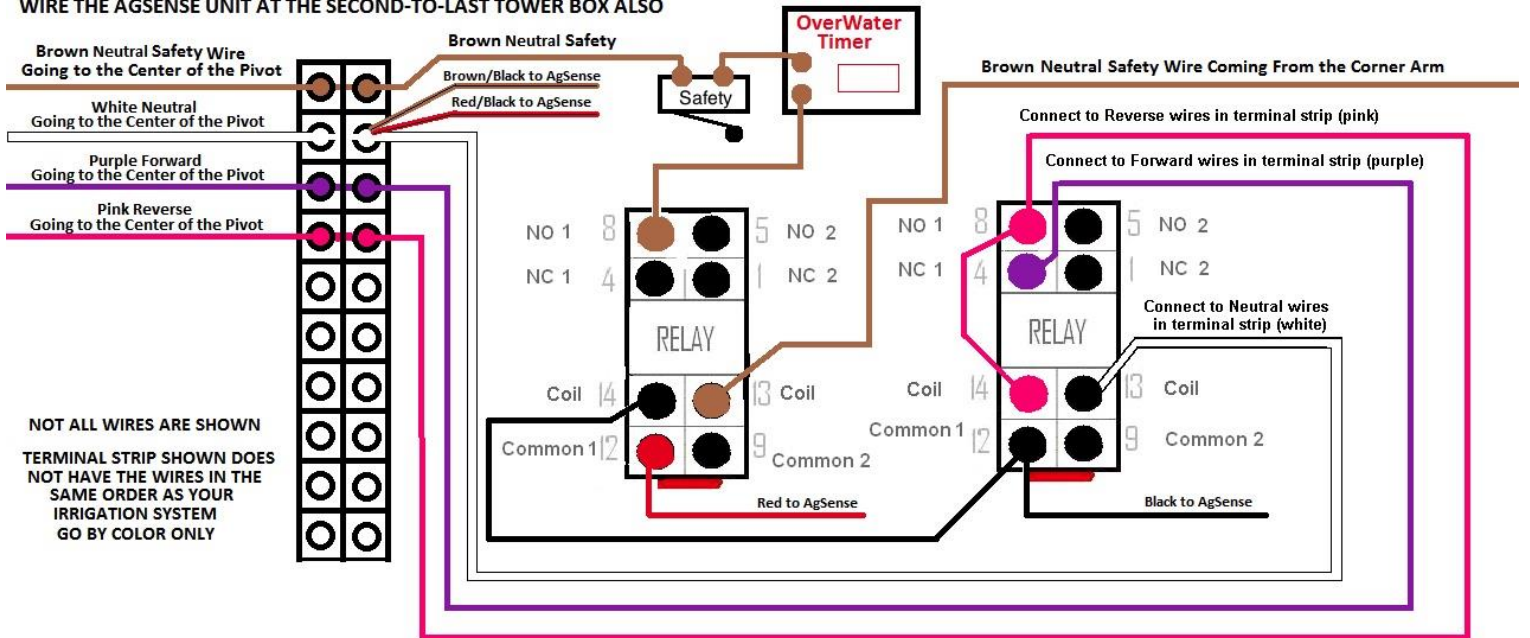 WIRE THE AGSENSE UNIT AT THE SECOND-TO-LAST TOWER BOX ALSO
Brown Neutral Safety Wire
Going to the Center of the Pivot
White Neutral
Going to the Center of the Pivot
Purple Forward
Going to the Center of the Pivot
Pink Reverse
Going to the Center of the Pivot
NOT ALL WIRES ARE SHOWN
TERMINAL STRIP SHOWN DOES
NOT HAVE THE WIRES IN THE
SAME ORDER AS YOUR
IRRIGATION SYSTEM
GO BY COLOR ONLY
Brown Neutral Safety
Brown/Black to AgSense
Red/Black to AgSense
Safety
OverWater
Timer
Brown Neutral Safety Wire Coming From the Corner Arm
Connect to Reverse wires in terminal strip (pink)
Connect to Forward wires in terminal strip (purple)
NO 1 8 5 NO 2
NC 1 4 1 NC 2
RELAY
Coil 14 13 Coil
Common 1 12 9 Common 2
Red to AgSense
NO 1 8 5 NO 2
NC 1 4 1 NC 2
Connect to Neutral wires
in terminal strip (white)
RELAY
Coil 14 13 Coil
Common 1 12 9 Common 2
Black to AgSense